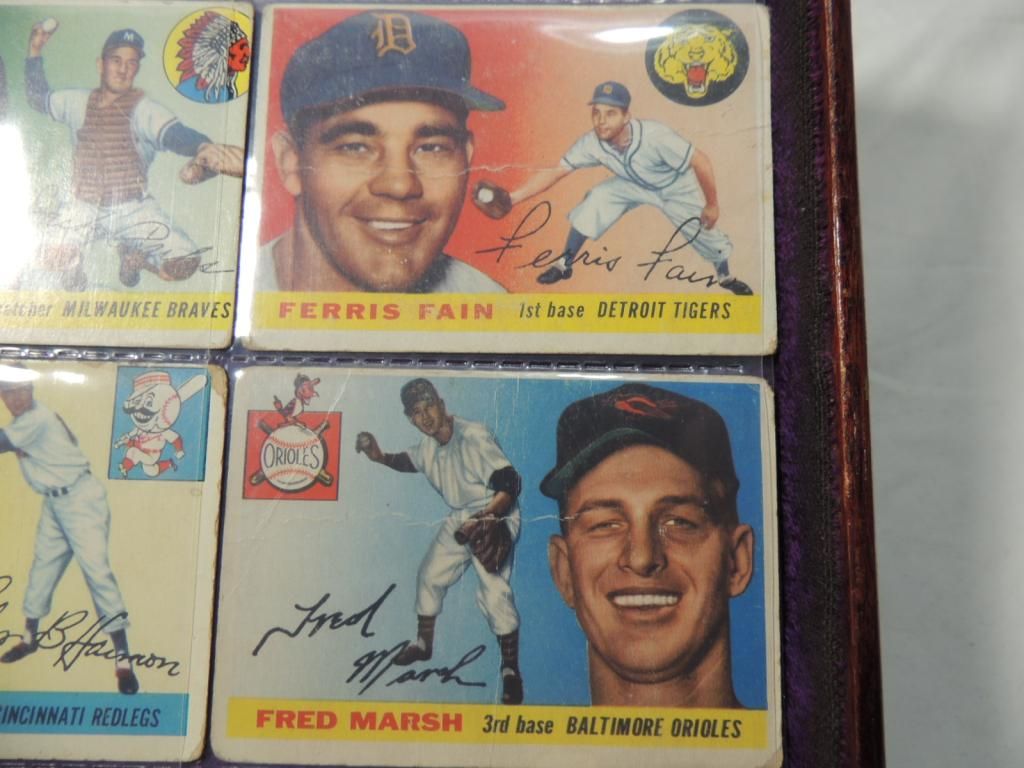 M
D
Ferris Fain
atcher MILWAUKEE BRAVES
FERRIS FAIN 1st base DETROIT TIGERS
ORIOLES
Fred
Marsh
B Harmon
CINCINNATI REDLEGS
FRED MARSH 3rd base BALTIMORE ORIOLES